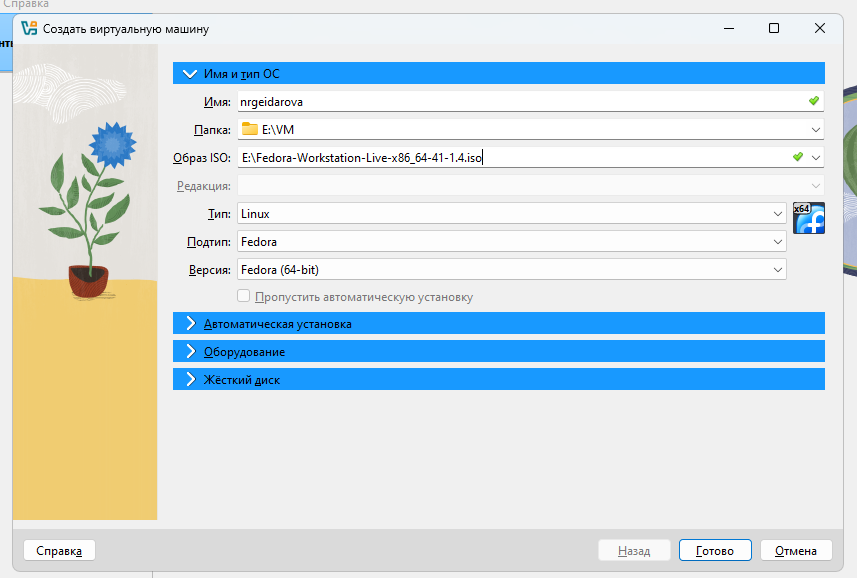 Справка
Создать виртуальную машину
Имя и тип ОС
Имя: nrgeidarova
Папка: E:\VM
Образ ISO: E:\Fedora-Workstation-Live-x86_64-41-1.4.iso
Редакция:
Тип: Linux
x64
Подтип: Fedora
Версия: Fedora (64-bit)
Пропустить автоматическую установку
Автоматическая установка
Оборудование
Жёсткий диск
Справка
Назад
Готово
Отмена